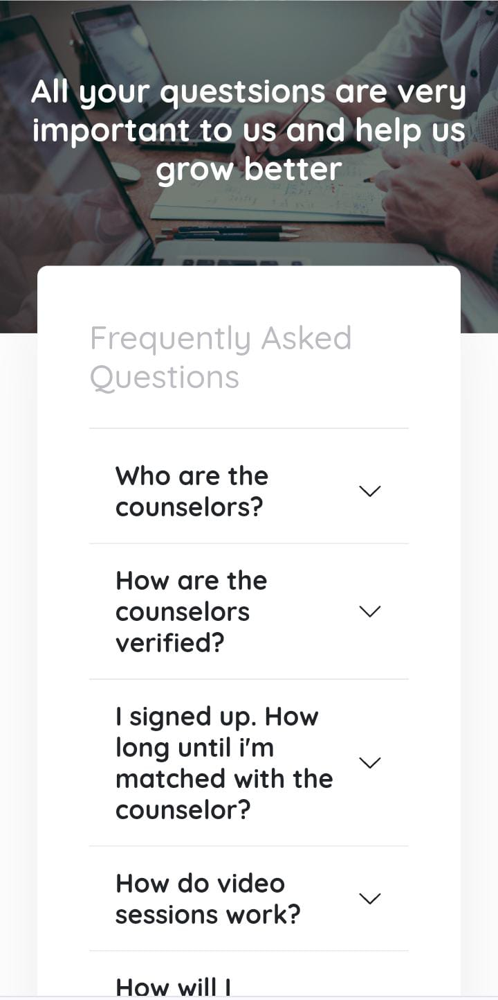 All your questsions are very
important to us and help us
grow better
Frequently Asked
Questions
Who are the
counselors?
How are the
counselors
verified?
I signed up. How
long until i'm
matched with the
counselor?
How do video
sessions work?
How will I